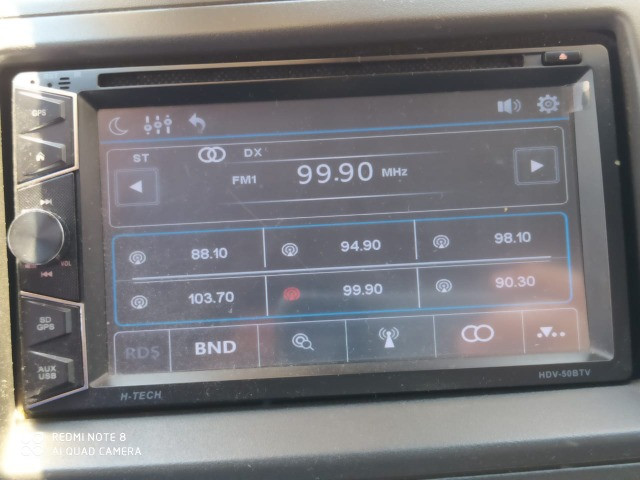 GPS
ST DX
FM1 99.90 MHz
88.10 94.90 98.10
103.70 99.90 90.30
VOL
SD
GPS
AUX
USB
RDS BND
H-TECH
HDV-50BTV
REDMI NOTE 8
AI QUAD CAMERA